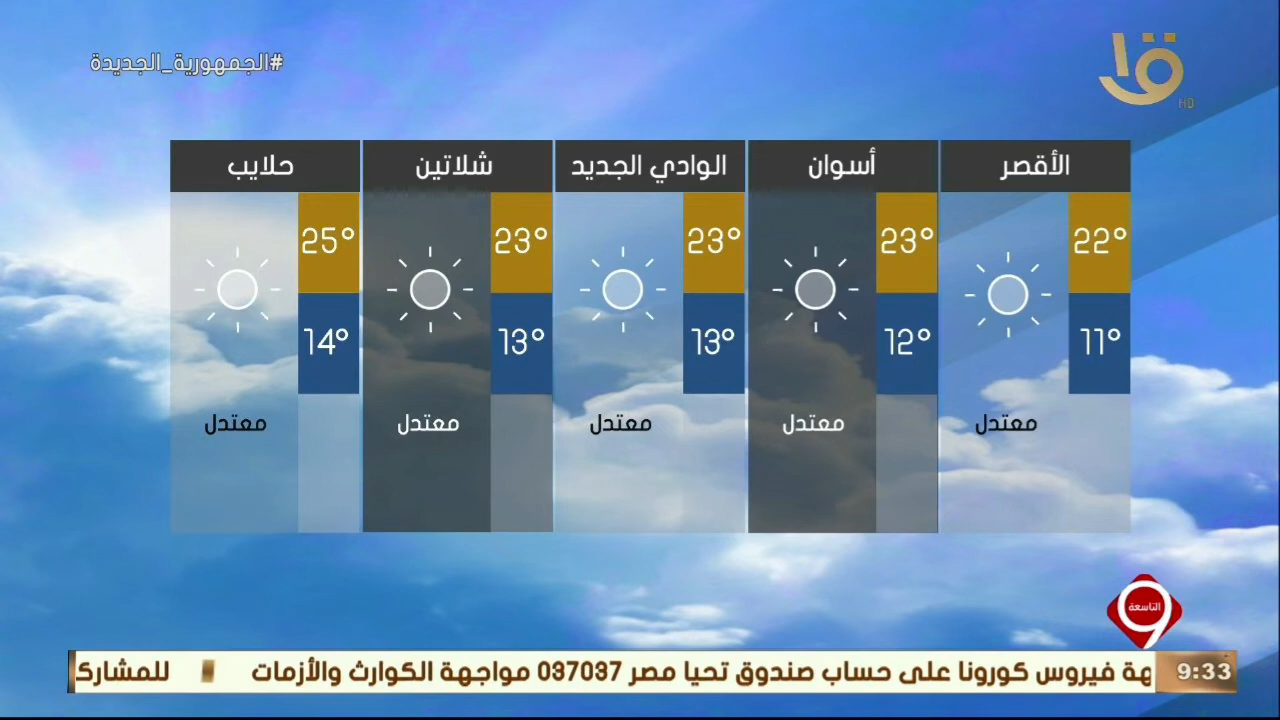 #الجمهورية_الجديدة
HD
الأقصر
22°
11°
معتدل
أسوان
23°
12°
معتدل
الوادي الجديد
23°
13°
معتدل
شلاتين
23°
13°
معتدل
حلايب
25°
14°
معتدل
التاسعة
9
9:33
هة فيروس كورونا على حساب صندوق تحيا مصر 037037 مواجهة الكوارث والأزمات للمشارك